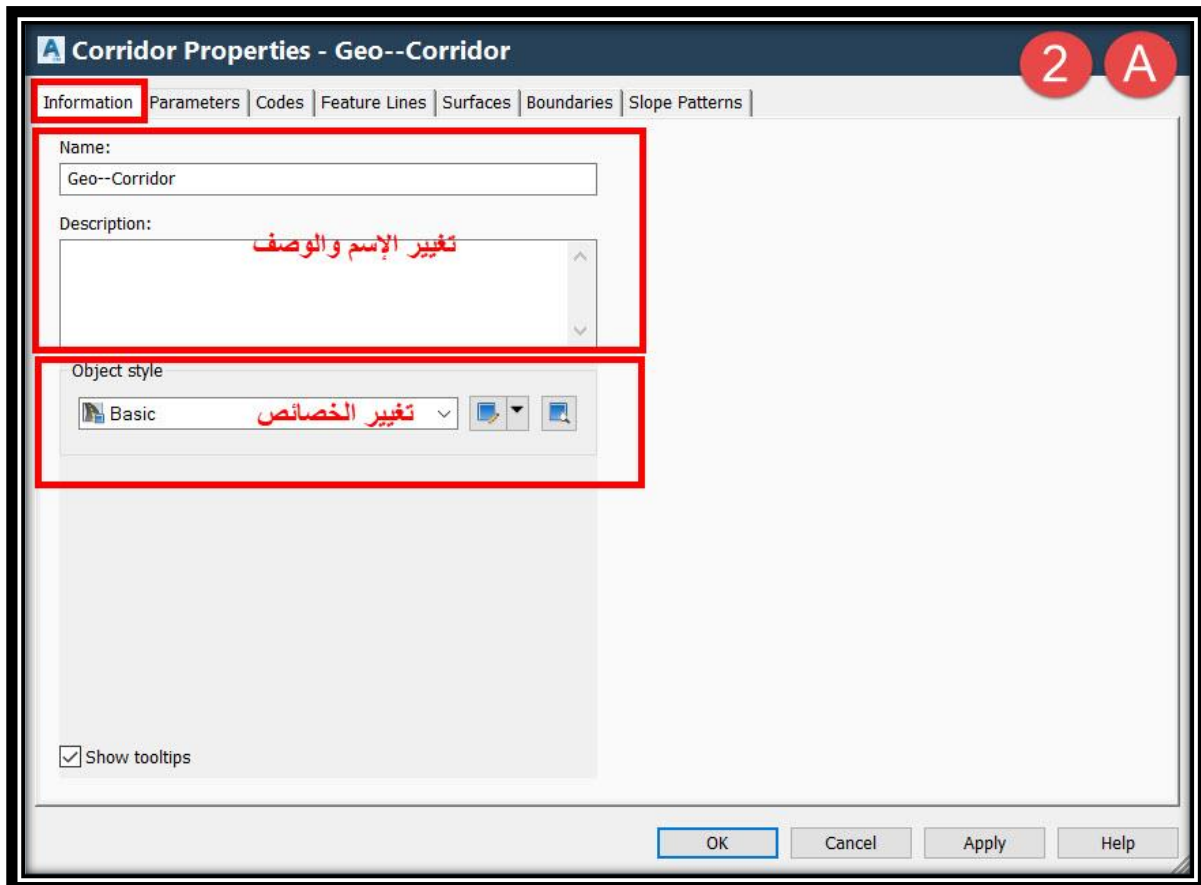 Corridor Properties - Geo--Corridor
2 A
Information Parameters Codes Feature Lines Surfaces Boundaries Slope Patterns
Name:
Geo--Corridor
Description:
تغيير الإسم والوصف
Object style
Basic تغيير الخصائص
Show tooltips
OK Cancel Apply Help